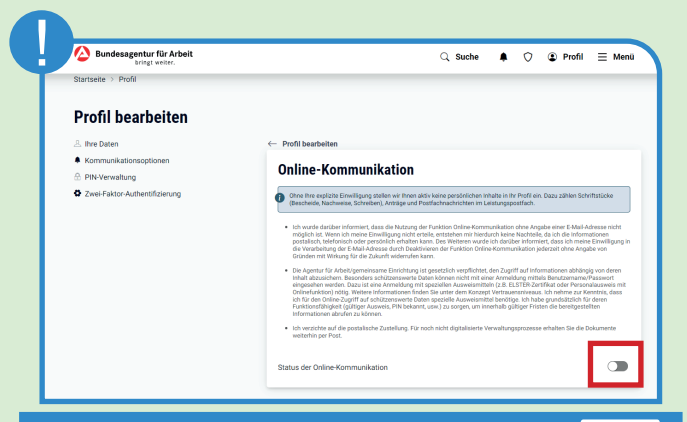 !
Bundesagentur für Arbeit
bringt weiter.
Suche
Profil
Menü
Startseite > Profil
Profil bearbeiten
Ihre Daten
Kommunikationsoptionen
PIN-Verwaltung
Zwei-Faktor-Authentifizierung
← Profil bearbeiten
Online-Kommunikation
Ohne Ihre explizite Einwilligung stellen wir Ihnen aktiv keine persönlichen Inhalte in Ihr Profil ein. Dazu zählen Schriftstücke
(Bescheide, Nachweise, Schreiben), Anträge und Postfachnachrichten im Leistungspostfach.
• Ich wurde darüber informiert, dass die Nutzung der Funktion Online-Kommunikation ohne Angabe einer E-Mail-Adresse nicht
möglich ist. Wenn ich meine Einwilligung nicht erteile, entstehen mir hierdurch keine Nachteile, da ich die Informationen
postalisch, telefonisch oder persönlich erhalten kann. Des Weiteren wurde ich darüber informiert, dass ich meine Einwilligung in
die Verarbeitung der E-Mail-Adresse durch Deaktivieren der Funktion Online-Kommunikation jederzeit ohne Angabe von
Gründen mit Wirkung für die Zukunft widerrufen kann.
• Die Agentur für Arbeit/gemeinsame Einrichtung ist gesetzlich verpflichtet, den Zugriff auf Informationen abhängig von deren
Inhalt abzusichern. Besonders schützenswerte Daten können nicht mit einer Anmeldung mittels Benutzername/Passwort
eingesehen werden. Dazu ist eine Anmeldung mit speziellen Ausweismitteln (z.B. ELSTER-Zertifikat oder Personalausweis mit
Onlinefunktion) nötig. Weitere Informationen finden Sie unter dem Konzept Vertrauensniveaus. Ich nehme zur Kenntnis, dass
ich für den Online-Zugriff auf schützenswerte Daten spezielle Ausweismittel benötige. Ich habe grundsätzlich für deren
Funktionsfähigkeit (gültiger Ausweis, PIN bekannt, usw.) zu sorgen, um innerhalb gültiger Fristen die bereitgestellten
Informationen abrufen zu können.
• Ich verzichte auf die postalische Zustellung. Für noch nicht digitalisierte Verwaltungsprozesse erhalten Sie die Dokumente
weiterhin per Post.
Status der Online-Kommunikation